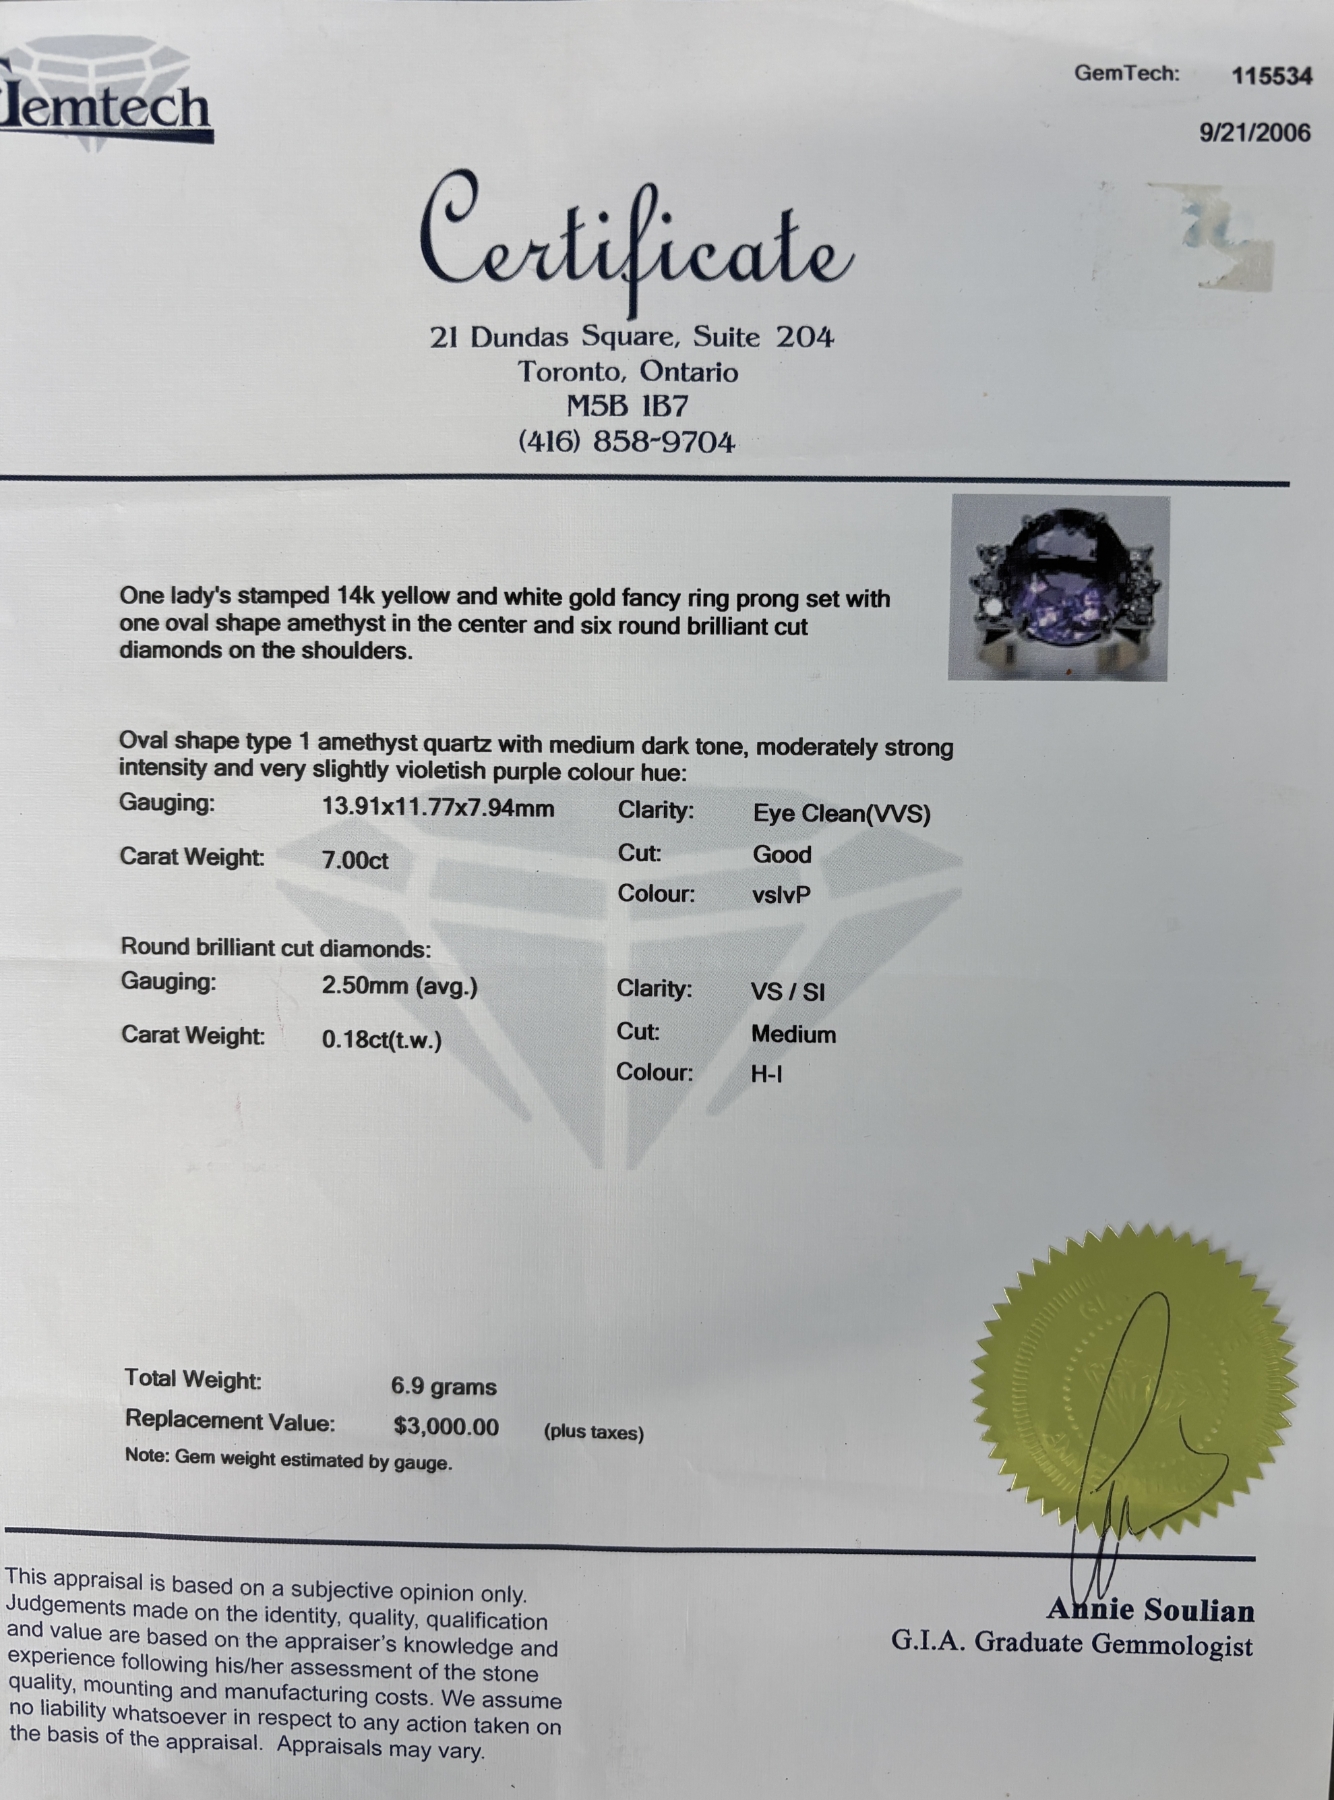 Gemtech
GemTech: 115534
9/21/2006
Certificate
21 Dundas Square, Suite 204
Toronto, Ontario
M5B 1B7
(416) 858-9704
One lady's stamped 14k yellow and white gold fancy ring prong set with
one oval shape amethyst in the center and six round brilliant cut
diamonds on the shoulders.
Oval shape type 1 amethyst quartz with medium dark tone, moderately strong
intensity and very slightly violetish purple colour hue:
Gauging: 13.91x11.77x7.94mm Clarity: Eye Clean(VVS)
Carat Weight: 7.00ct Cut: Good
Colour: vslvP
Round brilliant cut diamonds:
Gauging: 2.50mm (avg.) Clarity: VS / SI
Carat Weight: 0.18ct(t.w.) Cut: Medium
Colour: H-I
Total Weight: 6.9 grams
Replacement Value: $3,000.00 (plus taxes)
Note: Gem weight estimated by gauge.
This appraisal is based on a subjective opinion only.
Judgements made on the identity, quality, qualification
and value are based on the appraiser's knowledge and
experience following his/her assessment of the stone
quality, mounting and manufacturing costs. We assume
no liability whatsoever in respect to any action taken on
the basis of the appraisal. Appraisals may vary.
Annie Soulian
G.I.A. Graduate Gemmologist